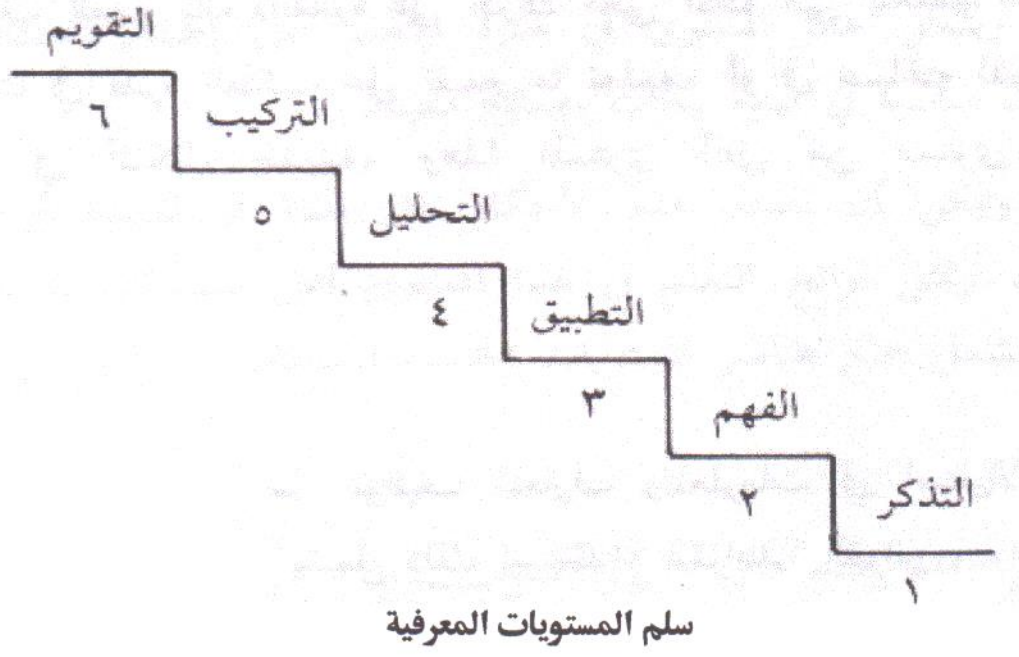 التقويم
٦
التركيب
٥
التحليل
٤
التطبيق
٣
الفهم
٢
التذكر
١
سلم المستويات المعرفية